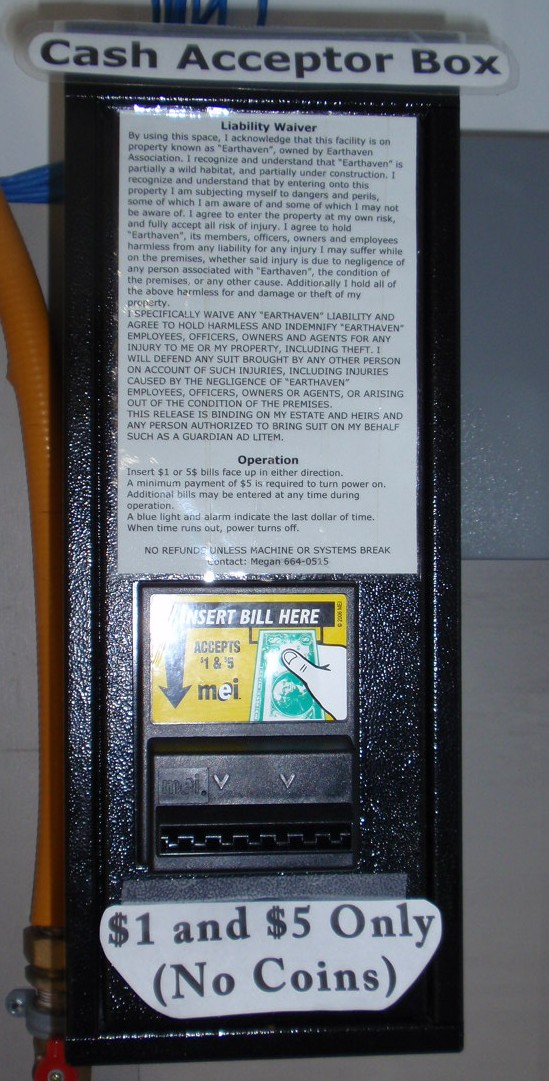 Cash Acceptor Box
Liability Waiver
By using this space, I acknowledge that this facility is on
property known as "Earthaven", owned by Earthaven
Association. I recognize and understand that "Earthaven" is
partially a wild habitat, and partially under construction. I
recognize and understand that by entering onto this
property I am subjecting myself to dangers and perils,
some of which I am aware of and some of which I may not
be aware of. I agree to enter the property at my own risk,
and fully accept all risk of injury. I agree to hold
"Earthaven", its members, officers, owners and employees
harmless from any liability for any injury I may suffer while
on the premises, whether said injury is due to negligence of
any person associated with "Earthaven", the condition of
the premises, or any other cause. Additionally I hold all of
the above harmless for and damage or theft of my
property.
I SPECIFICALLY WAIVE ANY "EARTHAVEN" LIABILITY AND
AGREE TO HOLD HARMLESS AND INDEMNIFY "EARTHAVEN"
EMPLOYEES, OFFICERS, OWNERS AND AGENTS FOR ANY
INJURY TO ME OR MY PROPERTY, INCLUDING THEFT. I
WILL DEFEND ANY SUIT BROUGHT BY ANY OTHER PERSON
ON ACCOUNT OF SUCH INJURIES, INCLUDING INJURIES
CAUSED BY THE NEGLIGENCE OF "EARTHAVEN"
EMPLOYEES, OFFICERS, OWNERS OR AGENTS, OR ARISING
OUT OF THE CONDITION OF THE PREMISES.
THIS RELEASE IS BINDING ON MY ESTATE AND HEIRS AND
ANY PERSON AUTHORIZED TO BRING SUIT ON MY BEHALF
SUCH AS A GUARDIAN AD LITEM.
Operation
Insert $1 or 5$ bills face up in either direction.
A minimum payment of $5 is required to turn power on.
Additional bills may be entered at any time during
operation.
A blue light and alarm indicate the last dollar of time.
When time runs out, power turns off.
NO REFUNDS UNLESS MACHINE OR SYSTEMS BREAK
Contact: Megan 664-0515
INSERT BILL HERE
ACCEPTS
$1 & $5
mei
© 2006 MEI
mei
$1 and $5 Only
(No Coins)